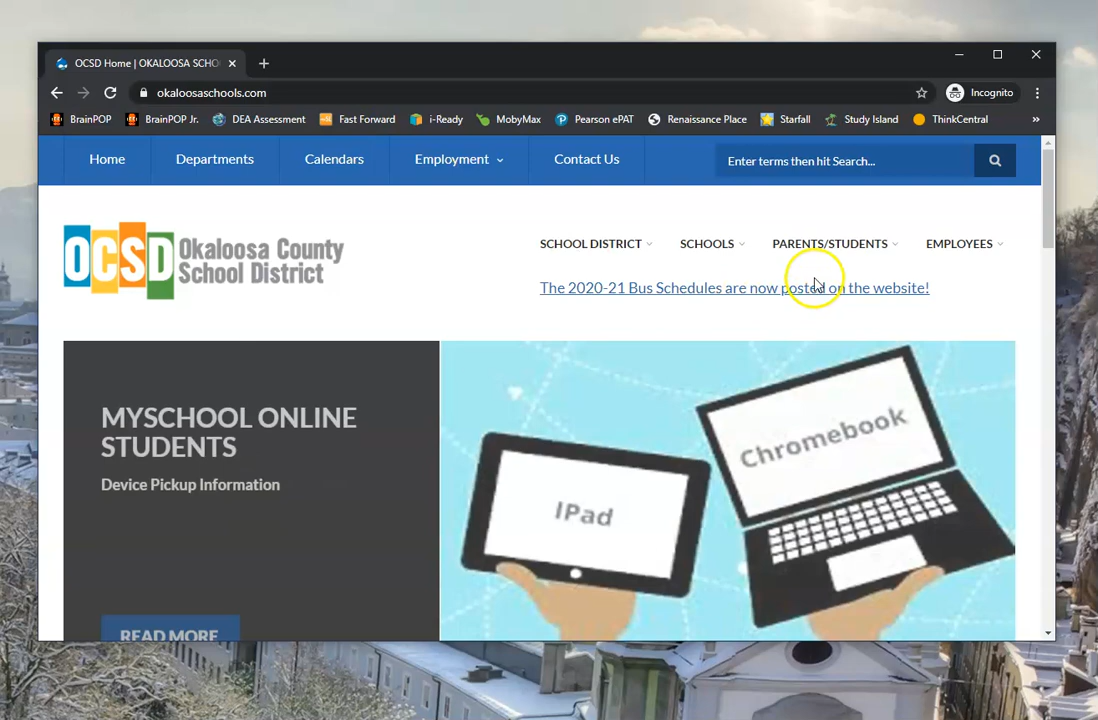 OCSD Home | OKALOOSA SCHO
okaloosaschools.com
Incognito
BrainPOP BrainPOP Jr. DEA Assessment Fast Forward i-Ready MobyMax Pearson ePAT Renaissance Place Starfall Study Island ThinkCentral »
Home Departments Calendars Employment Contact Us Enter terms then hit Search...
OCSD Okaloosa County
School District
SCHOOL DISTRICT SCHOOLS PARENTS/STUDENTS EMPLOYEES
The 2020-21 Bus Schedules are now posted on the website!
MYSCHOOL ONLINE
STUDENTS
Device Pickup Information
READ MORE
IPad
Chromebook